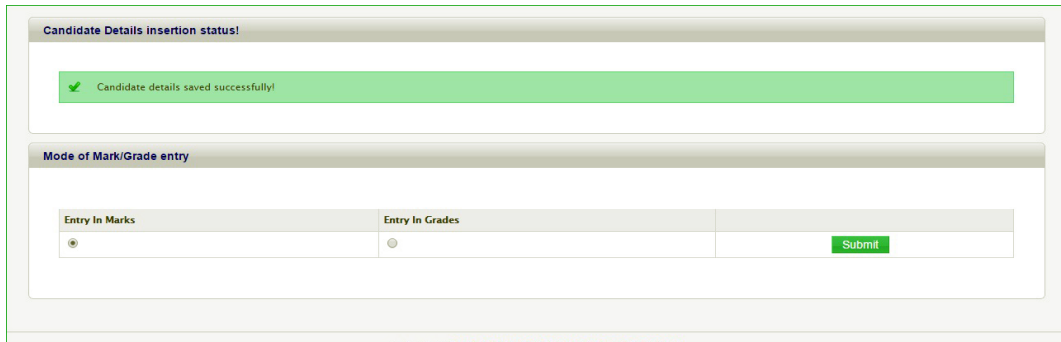 Candidate Details insertion status!
Candidate details saved successfully!
Mode of Mark/Grade entry
Entry In Marks Entry In Grades
Submit